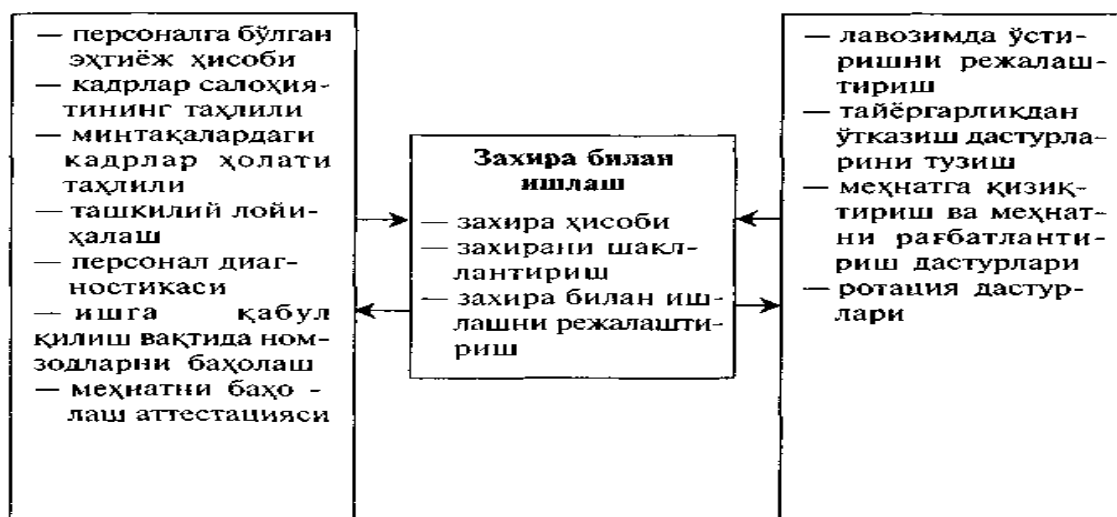 — персоналга бўлган
эҳтиёж ҳисоби
— кадрлар салоҳия-
тининг таҳлили
— минтақалардаги
кадрлар ҳолати
таҳлили
— ташкилий лойи-
ҳалаш
— персонал диаг-
ностикаси
— ишга қабул
қилиш вақтида ном-
зодларни баҳолаш
— меҳнатни баҳо -
лаш аттестацияси
Захира билан
ишлаш
— захира ҳисоби
— захирани шакл-
лантириш
— захира билан иш-
лашни режалашти-
риш
— лавозимда ўсти-
ришни режалаш-
тириш
— тайёргарликдан
ўтказиш дастурла-
рини тузиш
— меҳнатга қизиқ-
тириш ва меҳнат-
ни рағбатланти-
риш дастурлари
— ротация дастур-
лари